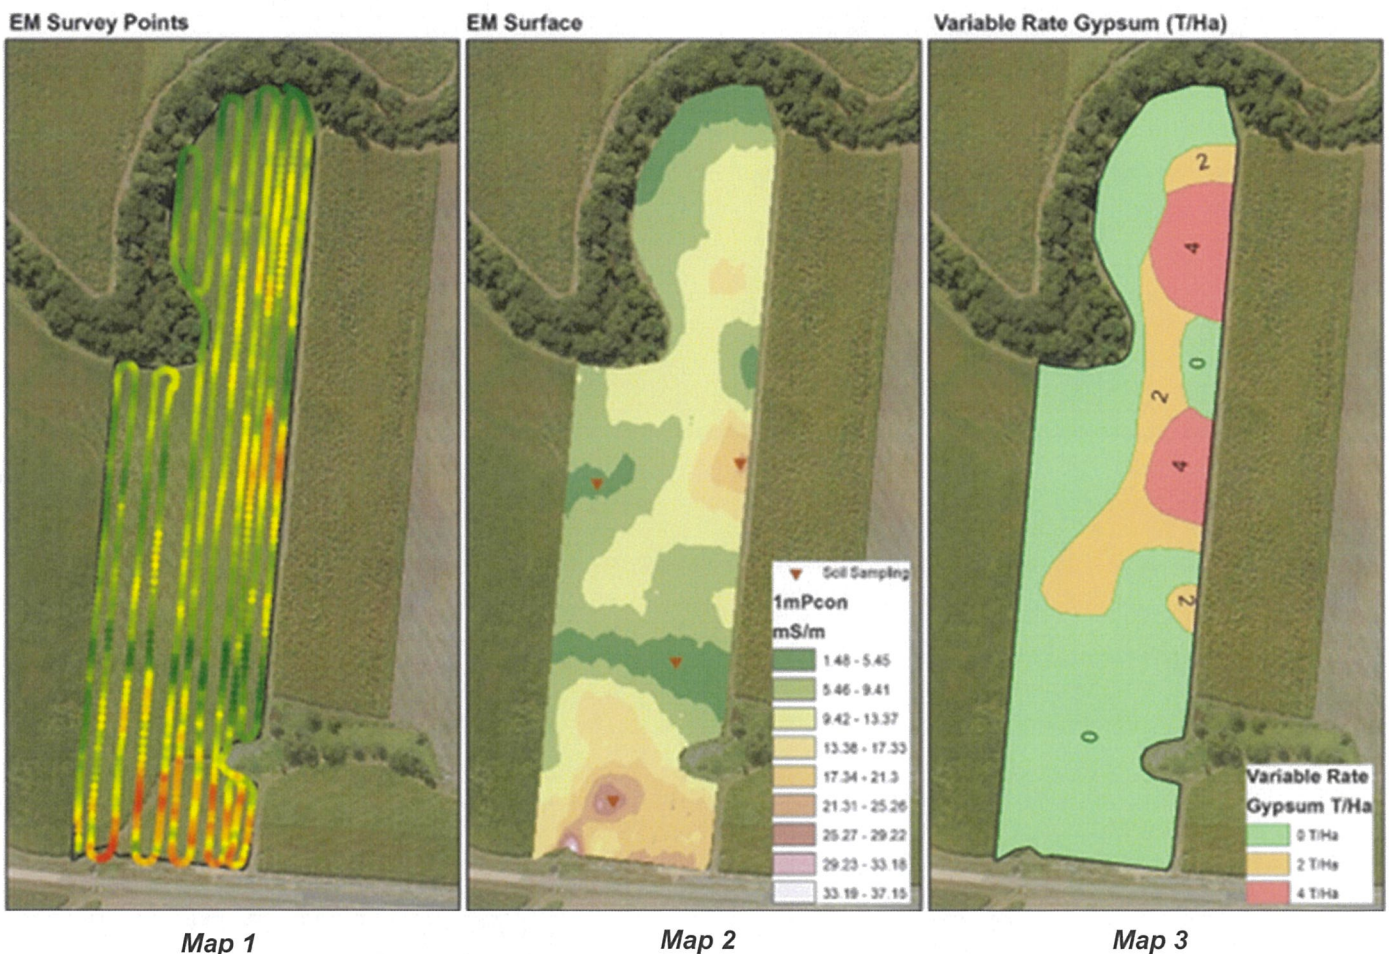 EM Survey Points
EM Surface
Variable Rate Gypsum (T/Ha)
2
4
0
2
4
2
0
Soil Sampling
1mPcon
mS/m
1.48 - 5.45
5.46 - 9.41
9.42 - 13.37
13.38 - 17.33
17.34 - 21.3
21.31 - 25.26
25.27 - 29.22
29.23 - 33.18
33.19 - 37.15
Variable Rate
Gypsum T/Ha
0 T/Ha
2 T/Ha
4 T/Ha
Map 1
Map 2
Map 3